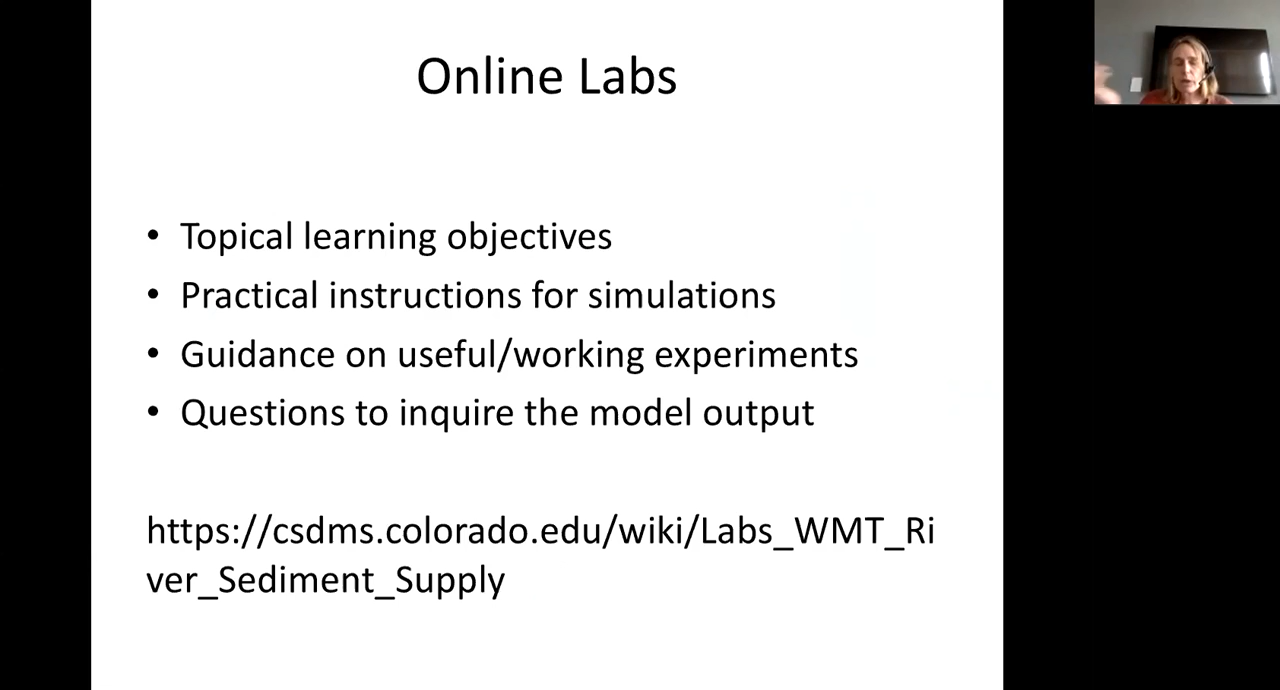 Online Labs
• Topical learning objectives
• Practical instructions for simulations
• Guidance on useful/working experiments
• Questions to inquire the model output
https://csdms.colorado.edu/wiki/Labs_WMT_Ri
ver_Sediment_Supply